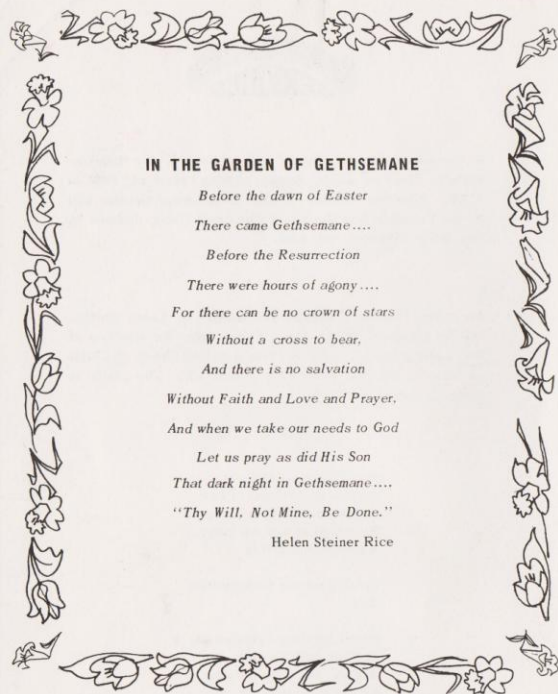 IN THE GARDEN OF GETHSEMANE
Before the dawn of Easter
There came Gethsemane....
Before the Resurrection
There were hours of agony....
For there can be no crown of stars
Without a cross to bear,
And there is no salvation
Without Faith and Love and Prayer,
And when we take our needs to God
Let us pray as did His Son
That dark night in Gethsemane....
"Thy Will, Not Mine, Be Done."
Helen Steiner Rice